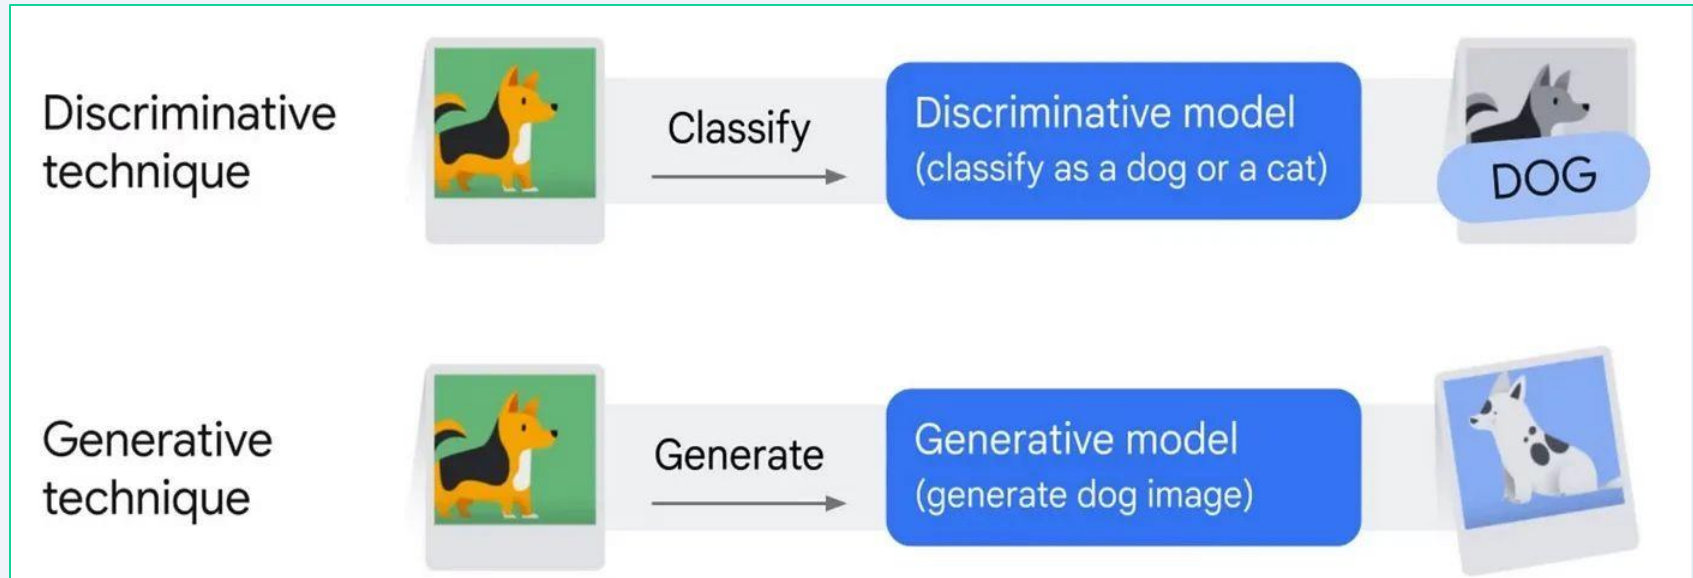 Discriminative
technique
Classify
Discriminative model
(classify as a dog or a cat)
DOG
Generative
technique
Generate
Generative model
(generate dog image)